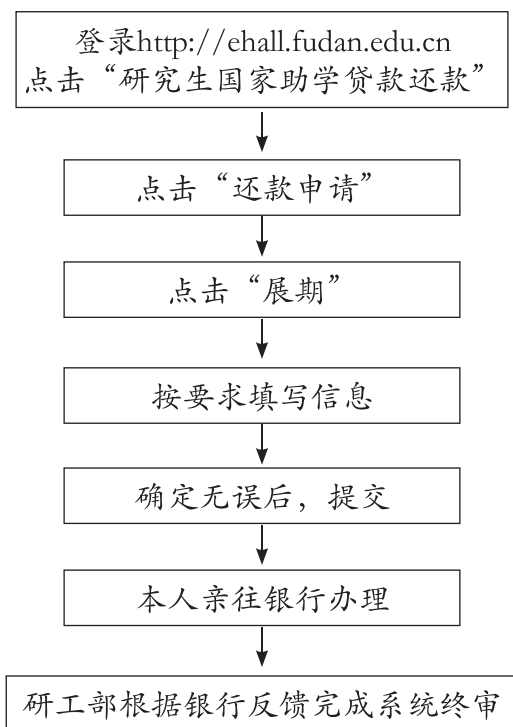 登录http://ehall.fudan.edu.cn
点击“研究生国家助学贷款还款”
点击“还款申请”
点击“展期”
按要求填写信息
确定无误后，提交
本人亲往银行办理
研工部根据银行反馈完成系统终审